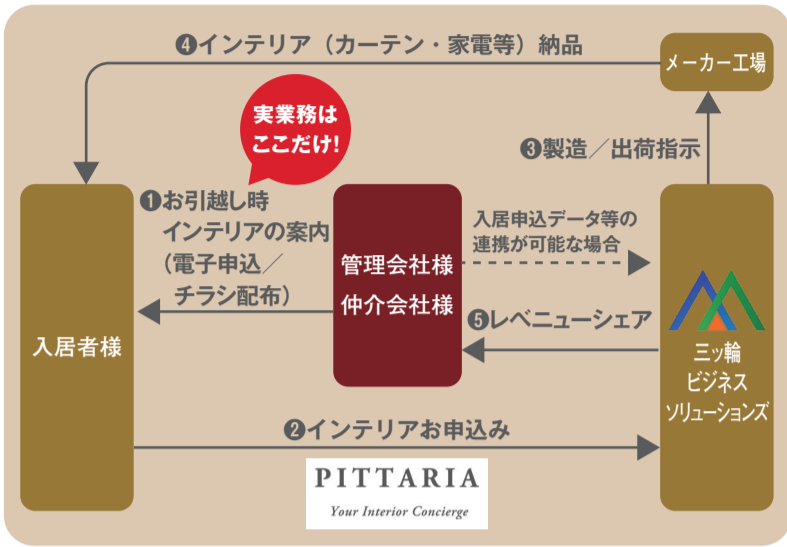 ❹インテリア（カーテン・家電等）納品
メーカー工場
実業務は
ここだけ！
❸製造／出荷指示
❶お引越し時
インテリアの案内
（電子申込／
チラシ配布）
管理会社様
仲介会社様
入居申込データ等の
連携が可能な場合
❺レベニューシェア
入居者様
三ッ輪
ビジネス
ソリューションズ
❷インテリアお申込み
PITTARIA
Your Interior Concierge